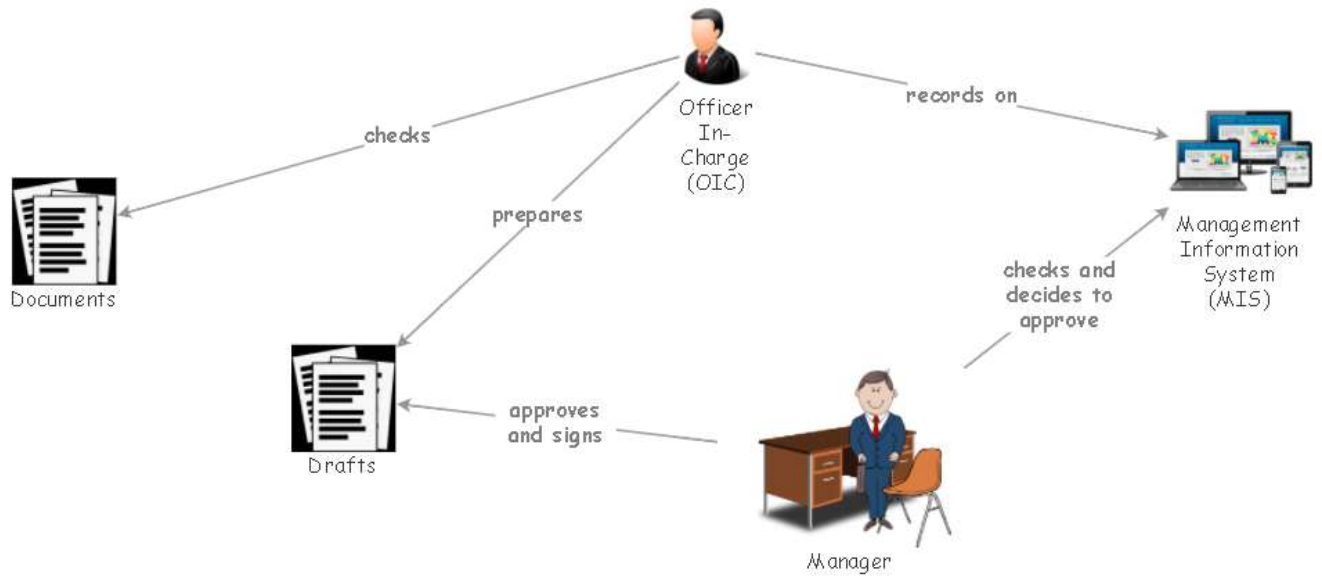 Officer
In-
Charge
(OIC)
records on
checks
prepares
Management
Information
System
(MIS)
checks and
decides to
approve
Documents
approves
and signs
Drafts
Manager